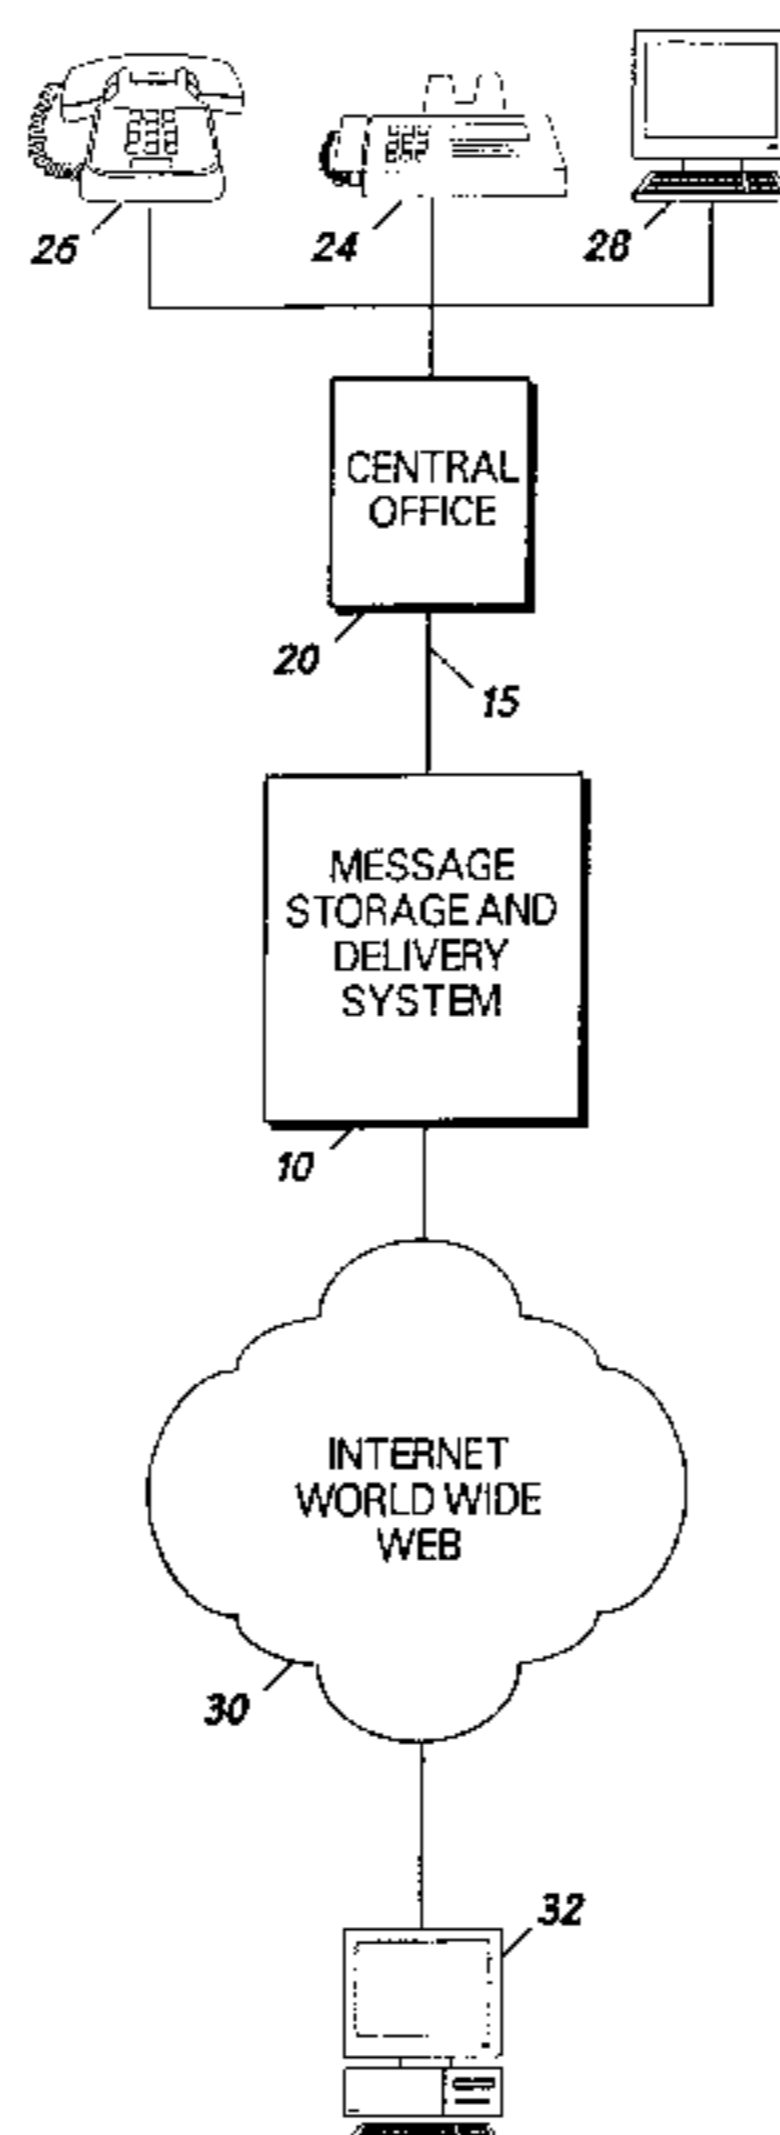 26
24
28
CENTRAL
OFFICE
20
15
MESSAGE
STORAGE AND
DELIVERY
SYSTEM
10
INTERNET
WORLD WIDE
WEB
30
32